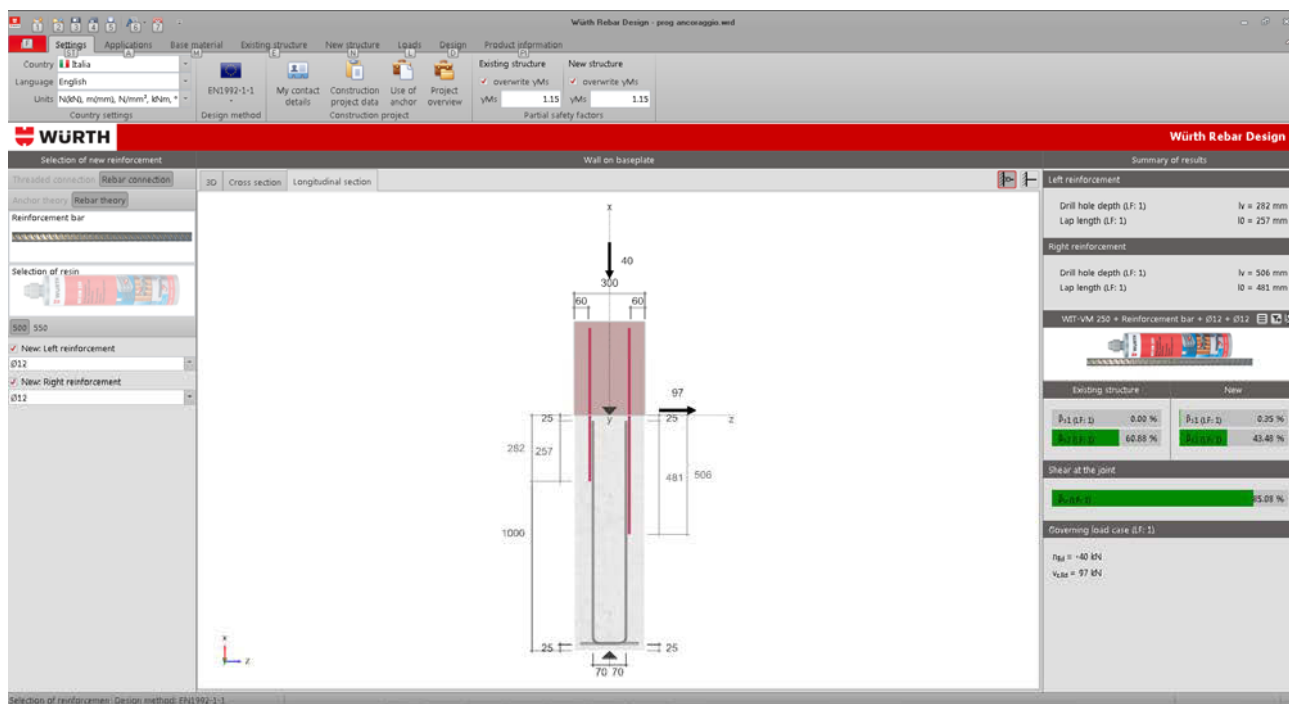 Würth Rebar Design - prog ancoraggio.wrd
Settings Applications Base material Existing structure New structure Loads Design Product information
Country Italia
Language English
Units N(kN), m(mm), N/mm², kNm, °
Country settings
EN1992-1-1
Design method
My contact details
Construction project data
Use of anchor
Project overview
Construction project
Existing structure New structure
overwrite γMs overwrite γMs
γMs 1.15 γMs 1.15
Partial safety factors
WÜRTH
Würth Rebar Design
Selection of new reinforcement
Wall on baseplate
Summary of results
Threaded connection Rebar connection
Anchor theory Rebar theory
Reinforcement bar
Selection of resin
500 550
New: Left reinforcement
Ø12
New: Right reinforcement
Ø12
3D Cross section Longitudinal section
x
40
300
60 60
97
25 25
y z
282 257
481 506
1000
25 25
70 70
x
z
Left reinforcement
Drill hole depth (LF: 1) lv = 282 mm
Lap length (LF: 1) l0 = 257 mm
Right reinforcement
Drill hole depth (LF: 1) lv = 506 mm
Lap length (LF: 1) l0 = 481 mm
WIT-VM 250 + Reinforcement bar + Ø12 + Ø12
Existing structure New
0.00 % 0.35 %
60.88 % 43.48 %
Shear at the joint
85.08 %
Governing load case (LF: 1)
nEd = -40 kN
vz,Ed = 97 kN
Selection of reinforcemen: Design method: EN1992-1-1